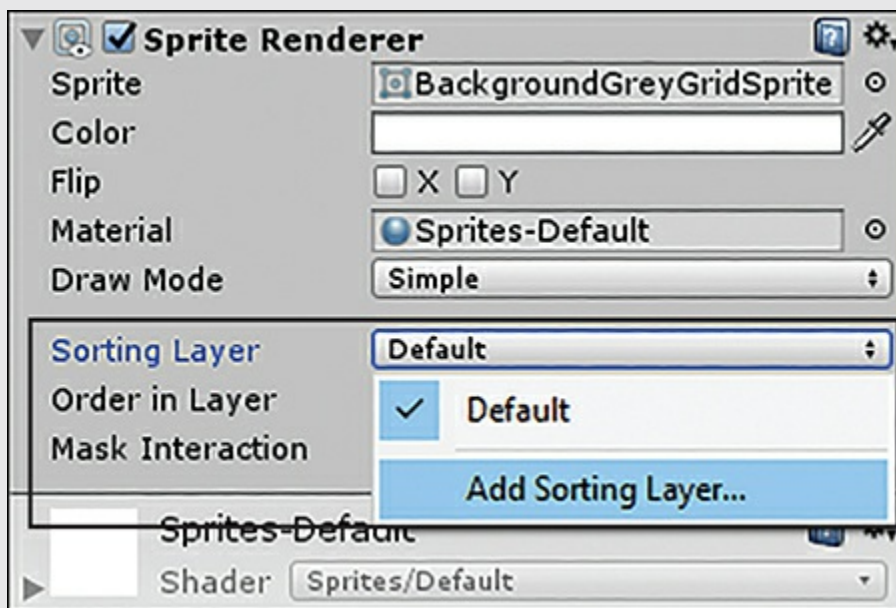 Sprite Renderer
Sprite BackgroundGreyGridSprite
Color
Flip X Y
Material Sprites-Default
Draw Mode Simple
Sorting Layer Default
Order in Layer Default
Mask Interaction
Add Sorting Layer...
Sprites-Default
Shader Sprites/Default